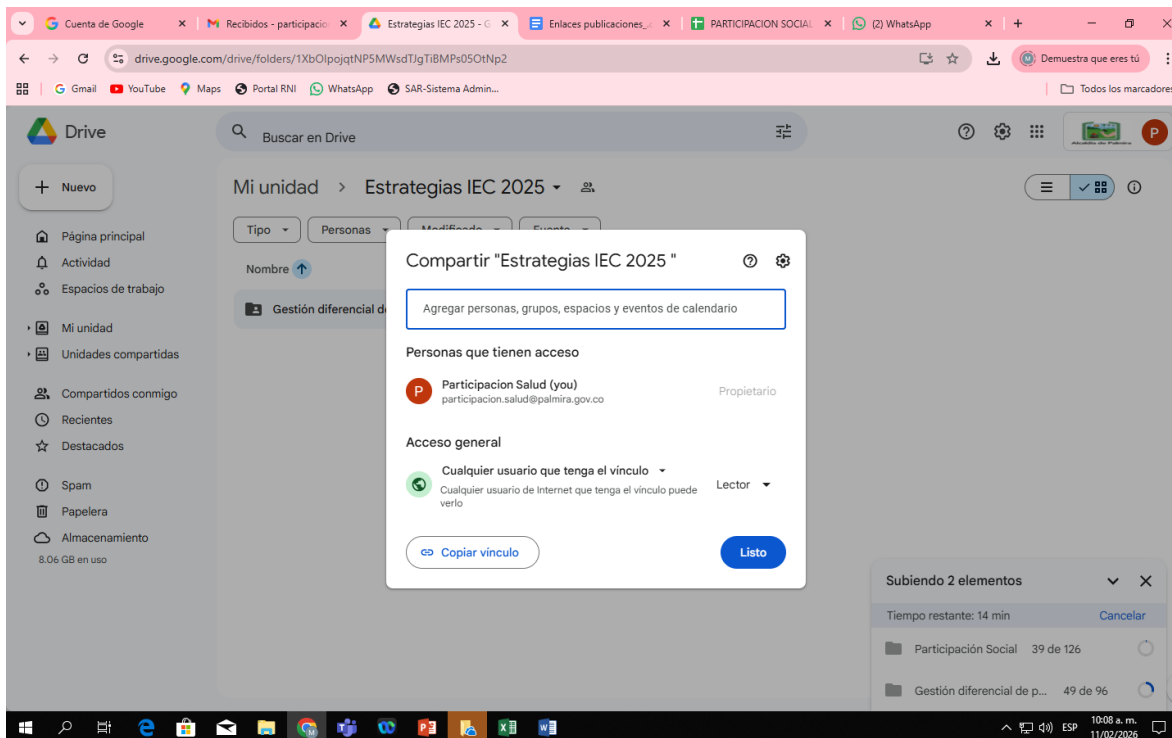 Cuenta de Google
Recibidos - participacion
Estrategias IEC 2025 - G
Enlaces publicaciones_
PARTICIPACION SOCIAL
(2) WhatsApp
drive.google.com/drive/folders/1XbOIpojqtNP5MWsdTJgTiBMPs05OtNp2
Demuestra que eres tú
Gmail
YouTube
Maps
Portal RNI
WhatsApp
SAR-Sistema Admin...
Todos los marcadores
Drive
Buscar en Drive
Alcaldía de Palmira
P
Nuevo
Mi unidad > Estrategias IEC 2025
Tipo
Personas
Modificado
Evento
Nombre
Gestión diferencial de
Página principal
Actividad
Espacios de trabajo
Mi unidad
Unidades compartidas
Compartidos conmigo
Recientes
Destacados
Spam
Papelera
Almacenamiento
8.06 GB en uso
Compartir "Estrategias IEC 2025 "
Agregar personas, grupos, espacios y eventos de calendario
Personas que tienen acceso
P
Participacion Salud (you)
participacion.salud@palmira.gov.co
Propietario
Acceso general
Cualquier usuario que tenga el vínculo
Cualquier usuario de Internet que tenga el vínculo puede
verlo
Lector
Copiar vínculo
Listo
Subiendo 2 elementos
Tiempo restante: 14 min
Cancelar
Participación Social 39 de 126
Gestión diferencial de p... 49 de 96
ESP
10:08 a. m.
11/02/2026